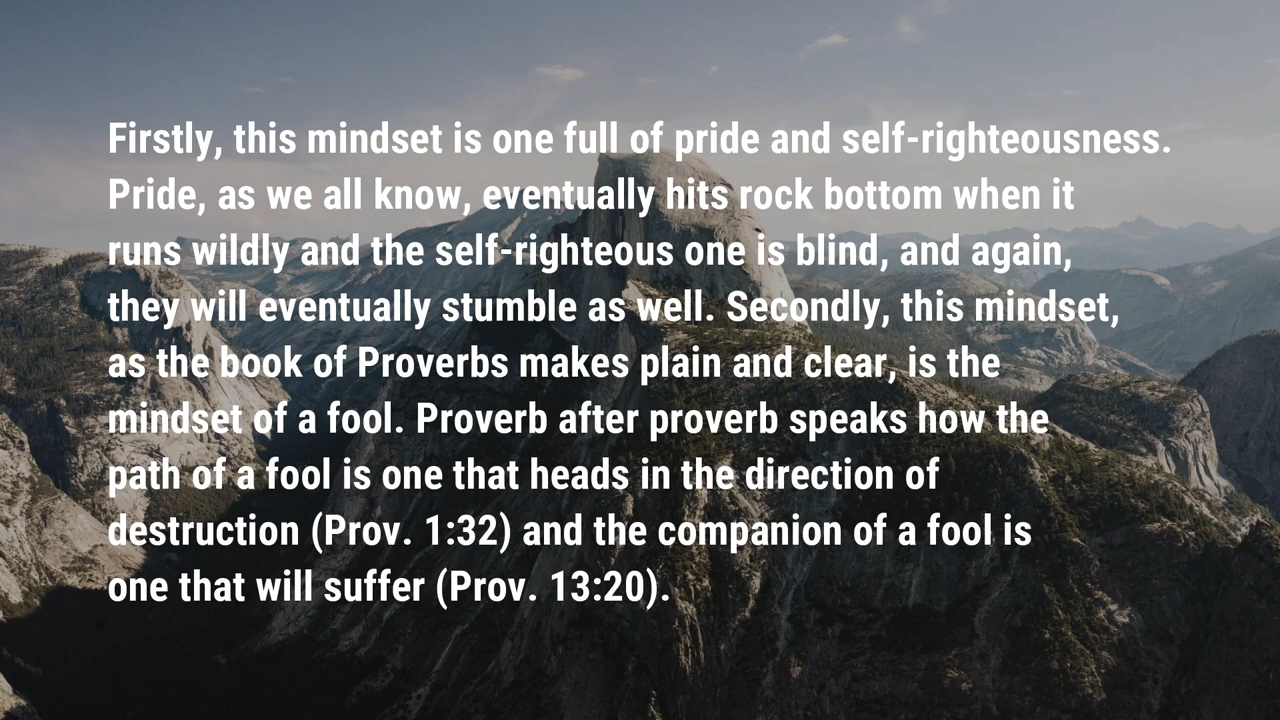 Firstly, this mindset is one full of pride and self-righteousness.
Pride, as we all know, eventually hits rock bottom when it
runs wildly and the self-righteous one is blind, and again,
they will eventually stumble as well. Secondly, this mindset,
as the book of Proverbs makes plain and clear, is the
mindset of a fool. Proverb after proverb speaks how the
path of a fool is one that heads in the direction of
destruction (Prov. 1:32) and the companion of a fool is
one that will suffer (Prov. 13:20).